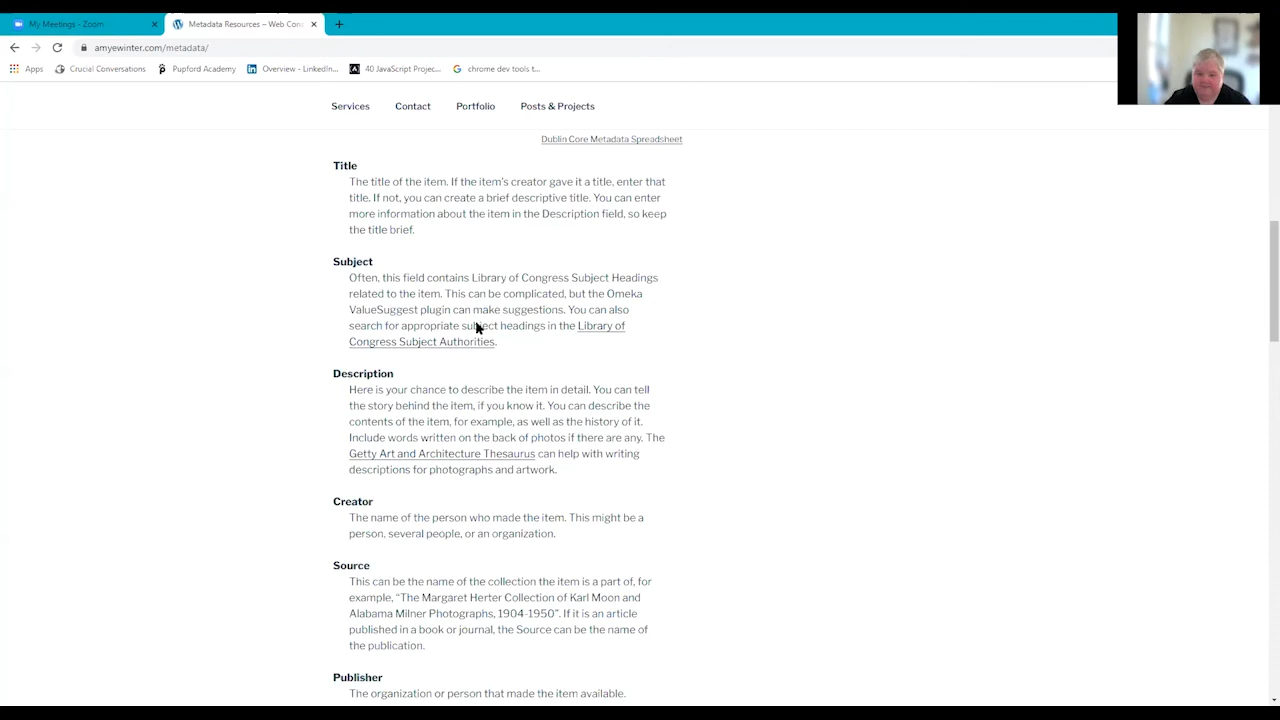 My Meetings - Zoom
Metadata Resources – Web Con
amyewinter.com/metadata/
Apps
Crucial Conversations
Pupford Academy
Overview - LinkedIn...
40 JavaScript Projec...
chrome dev tools t...
Services
Contact
Portfolio
Posts & Projects
Dublin Core Metadata Spreadsheet
Title
The title of the item. If the item's creator gave it a title, enter that
title. If not, you can create a brief descriptive title. You can enter
more information about the item in the Description field, so keep
the title brief.
Subject
Often, this field contains Library of Congress Subject Headings
related to the item. This can be complicated, but the Omeka
ValueSuggest plugin can make suggestions. You can also
search for appropriate subject headings in the Library of
Congress Subject Authorities.
Description
Here is your chance to describe the item in detail. You can tell
the story behind the item, if you know it. You can describe the
contents of the item, for example, as well as the history of it.
Include words written on the back of photos if there are any. The
Getty Art and Architecture Thesaurus can help with writing
descriptions for photographs and artwork.
Creator
The name of the person who made the item. This might be a
person, several people, or an organization.
Source
This can be the name of the collection the item is a part of, for
example, “The Margaret Herter Collection of Karl Moon and
Alabama Milner Photographs, 1904-1950”. If it is an article
published in a book or journal, the Source can be the name of
the publication.
Publisher
The organization or person that made the item available.